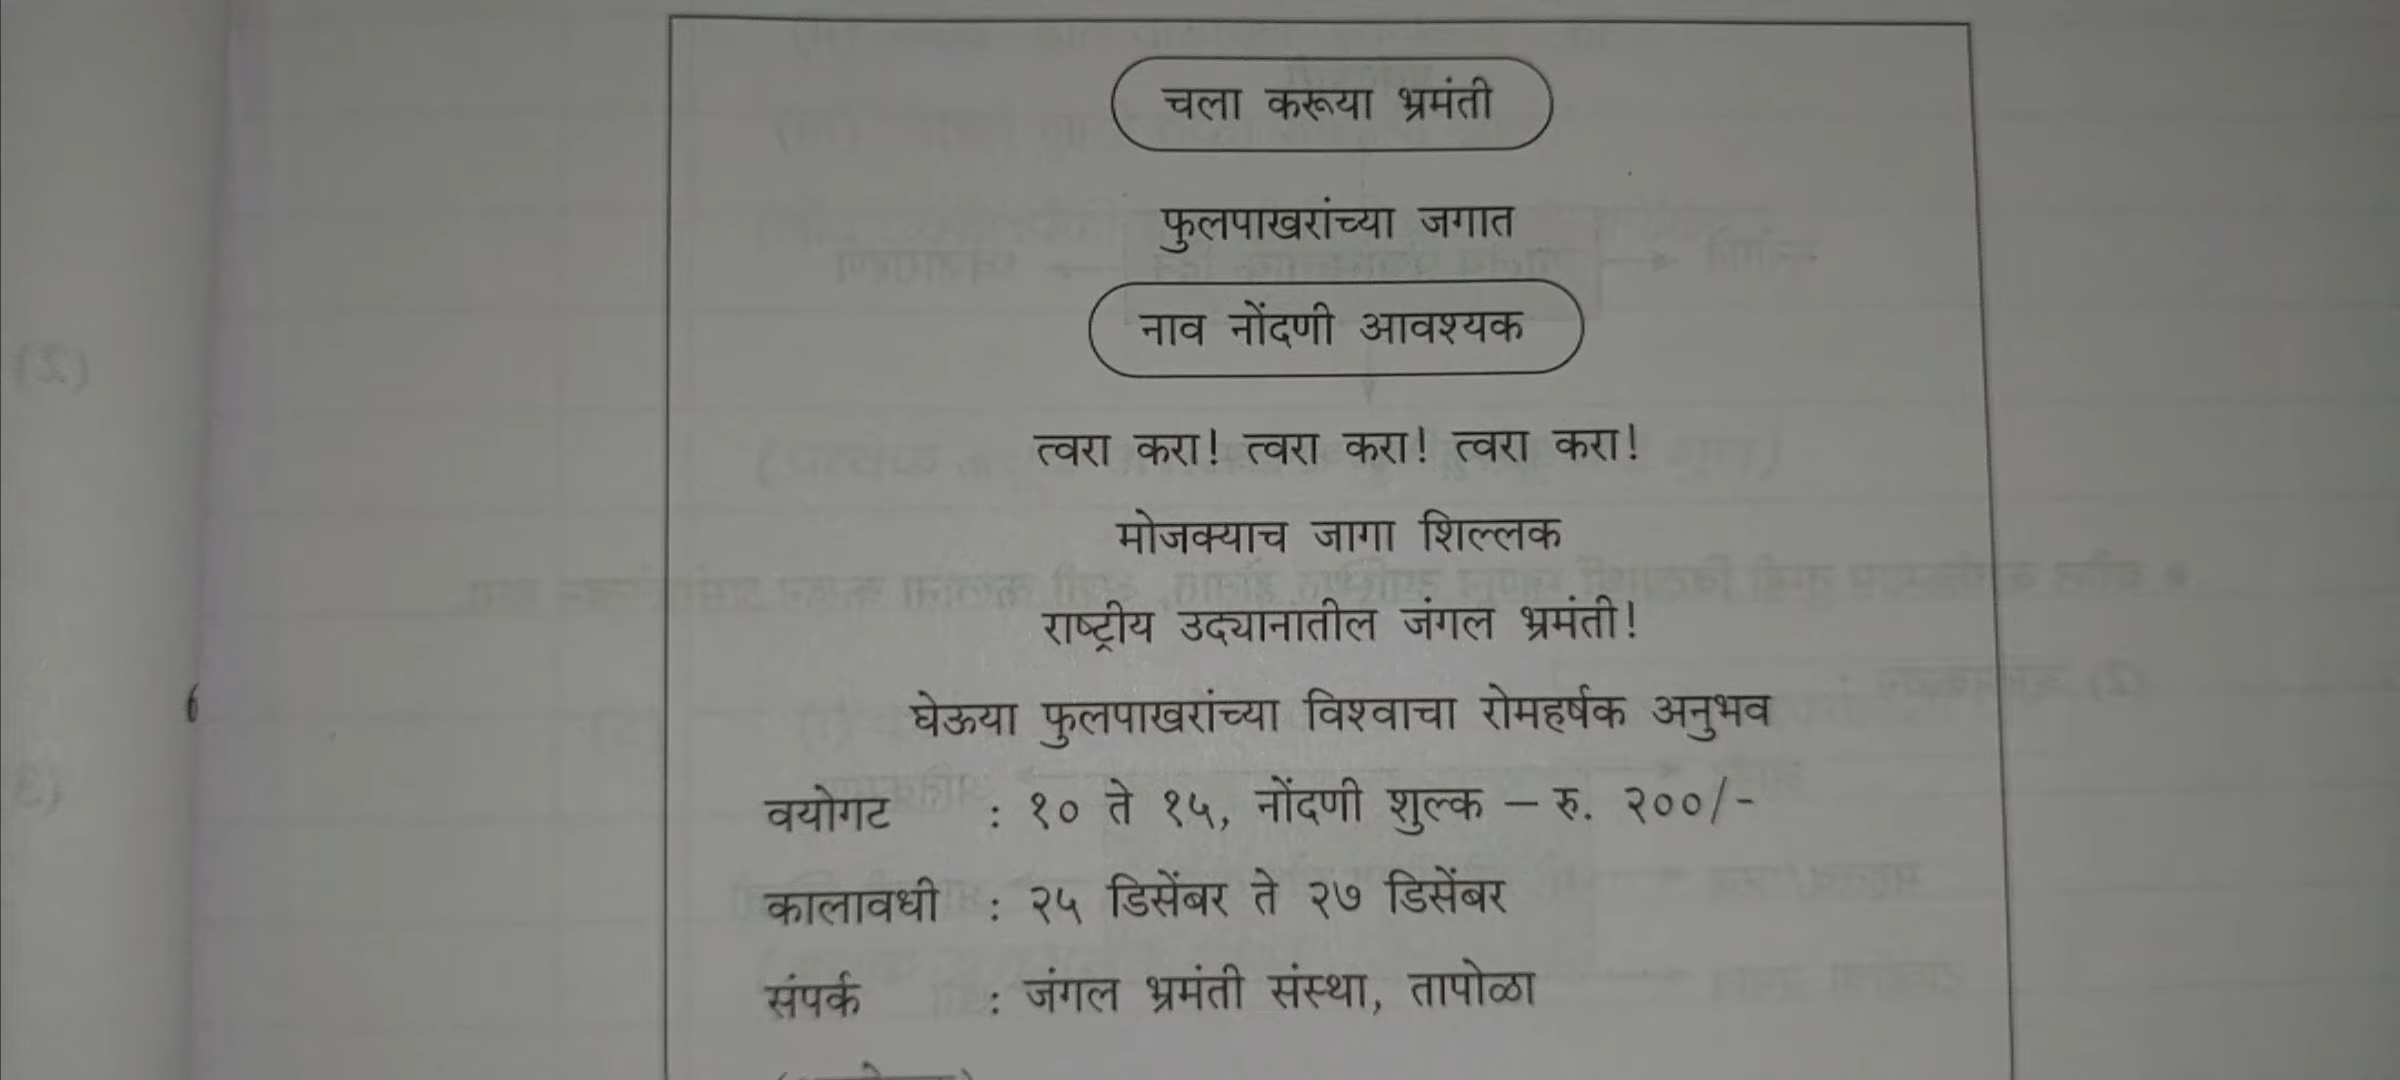 चला करूया भ्रमंती
फुलपाखरांच्या जगात
नाव नोंदणी आवश्यक
त्वरा करा! त्वरा करा! त्वरा करा!
मोजक्याच जागा शिल्लक
राष्ट्रीय उद्यानातील जंगल भ्रमंती!
घेऊया फुलपाखरांच्या विश्वाचा रोमहर्षक अनुभव
वयोगट : १० ते १५, नोंदणी शुल्क – रु. २००/-
कालावधी : २५ डिसेंबर ते २७ डिसेंबर
संपर्क : जंगल भ्रमंती संस्था, तापोळा